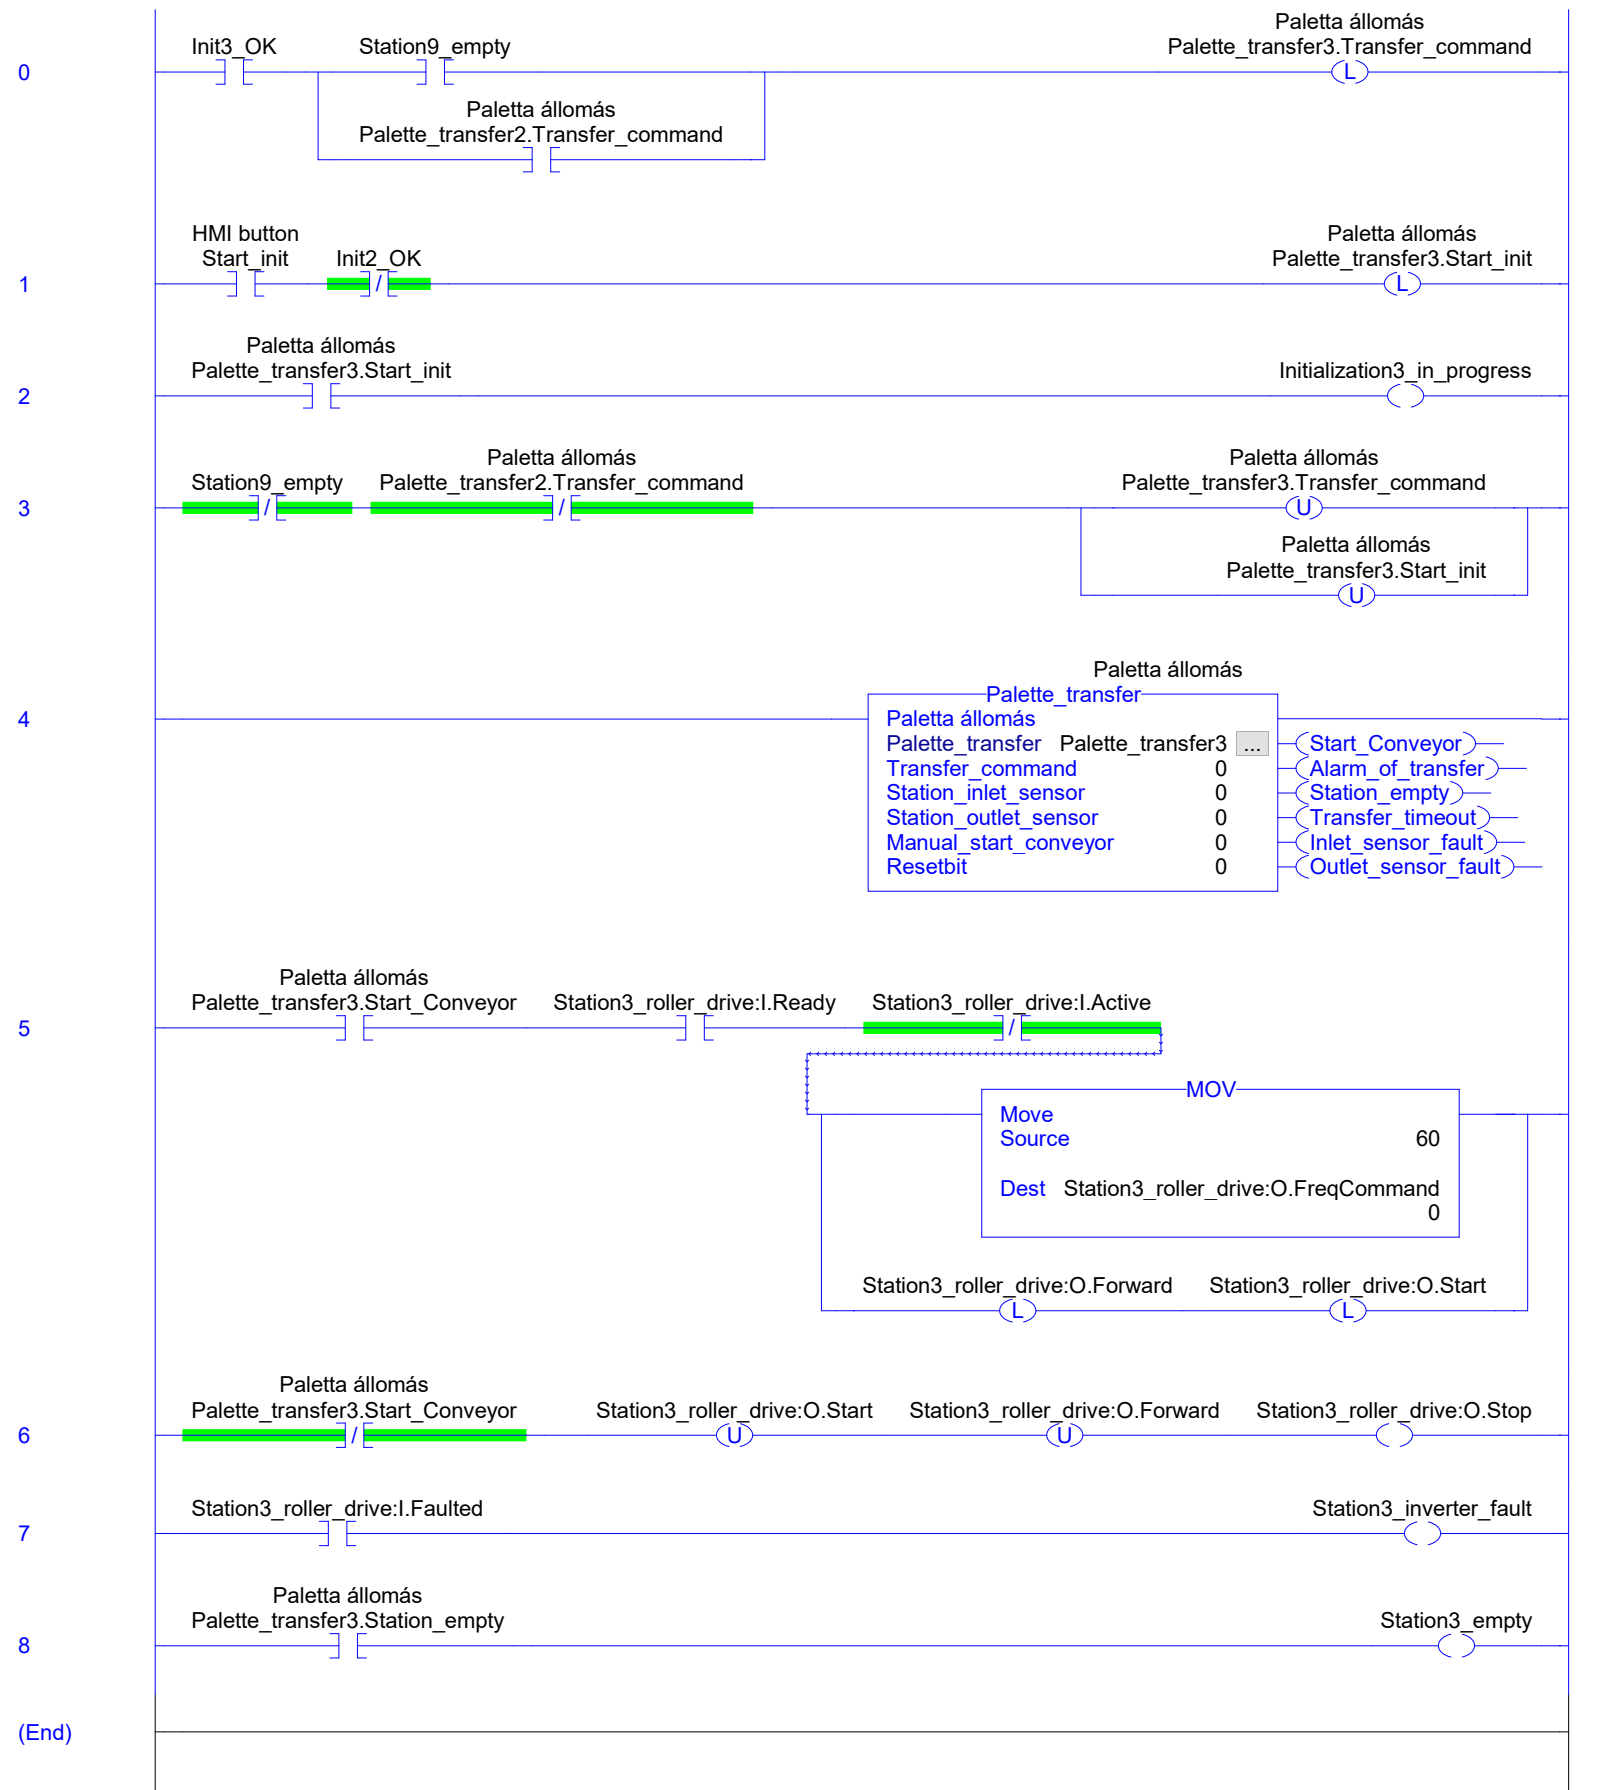 Paletta állomás
Init3_OK Station9_empty Palette_transfer3.Transfer_command
0 L
Paletta állomás
Palette_transfer2.Transfer_command
HMI button Paletta állomás
Start_init Init2_OK Palette_transfer3.Start_init
1 / L
Paletta állomás
Palette_transfer3.Start_init Initialization3_in_progress
2
Paletta állomás Paletta állomás
Station9_empty Palette_transfer2.Transfer_command Palette_transfer3.Transfer_command
3 / / U
Paletta állomás
Palette_transfer3.Start_init
U
Paletta állomás
Palette_transfer
4 Paletta állomás
Palette_transfer Palette_transfer3 ... Start_Conveyor
Transfer_command 0 Alarm_of_transfer
Station_inlet_sensor 0 Station_empty
Station_outlet_sensor 0 Transfer_timeout
Manual_start_conveyor 0 Inlet_sensor_fault
Resetbit 0 Outlet_sensor_fault
Paletta állomás
Palette_transfer3.Start_Conveyor Station3_roller_drive:I.Ready Station3_roller_drive:I.Active
5 /
MOV
Move
Source 60
Dest Station3_roller_drive:O.FreqCommand
0
Station3_roller_drive:O.Forward Station3_roller_drive:O.Start
L L
Paletta állomás
Palette_transfer3.Start_Conveyor Station3_roller_drive:O.Start Station3_roller_drive:O.Forward Station3_roller_drive:O.Stop
6 / U U
Station3_roller_drive:I.Faulted Station3_inverter_fault
7
Paletta állomás
Palette_transfer3.Station_empty Station3_empty
8
(End)